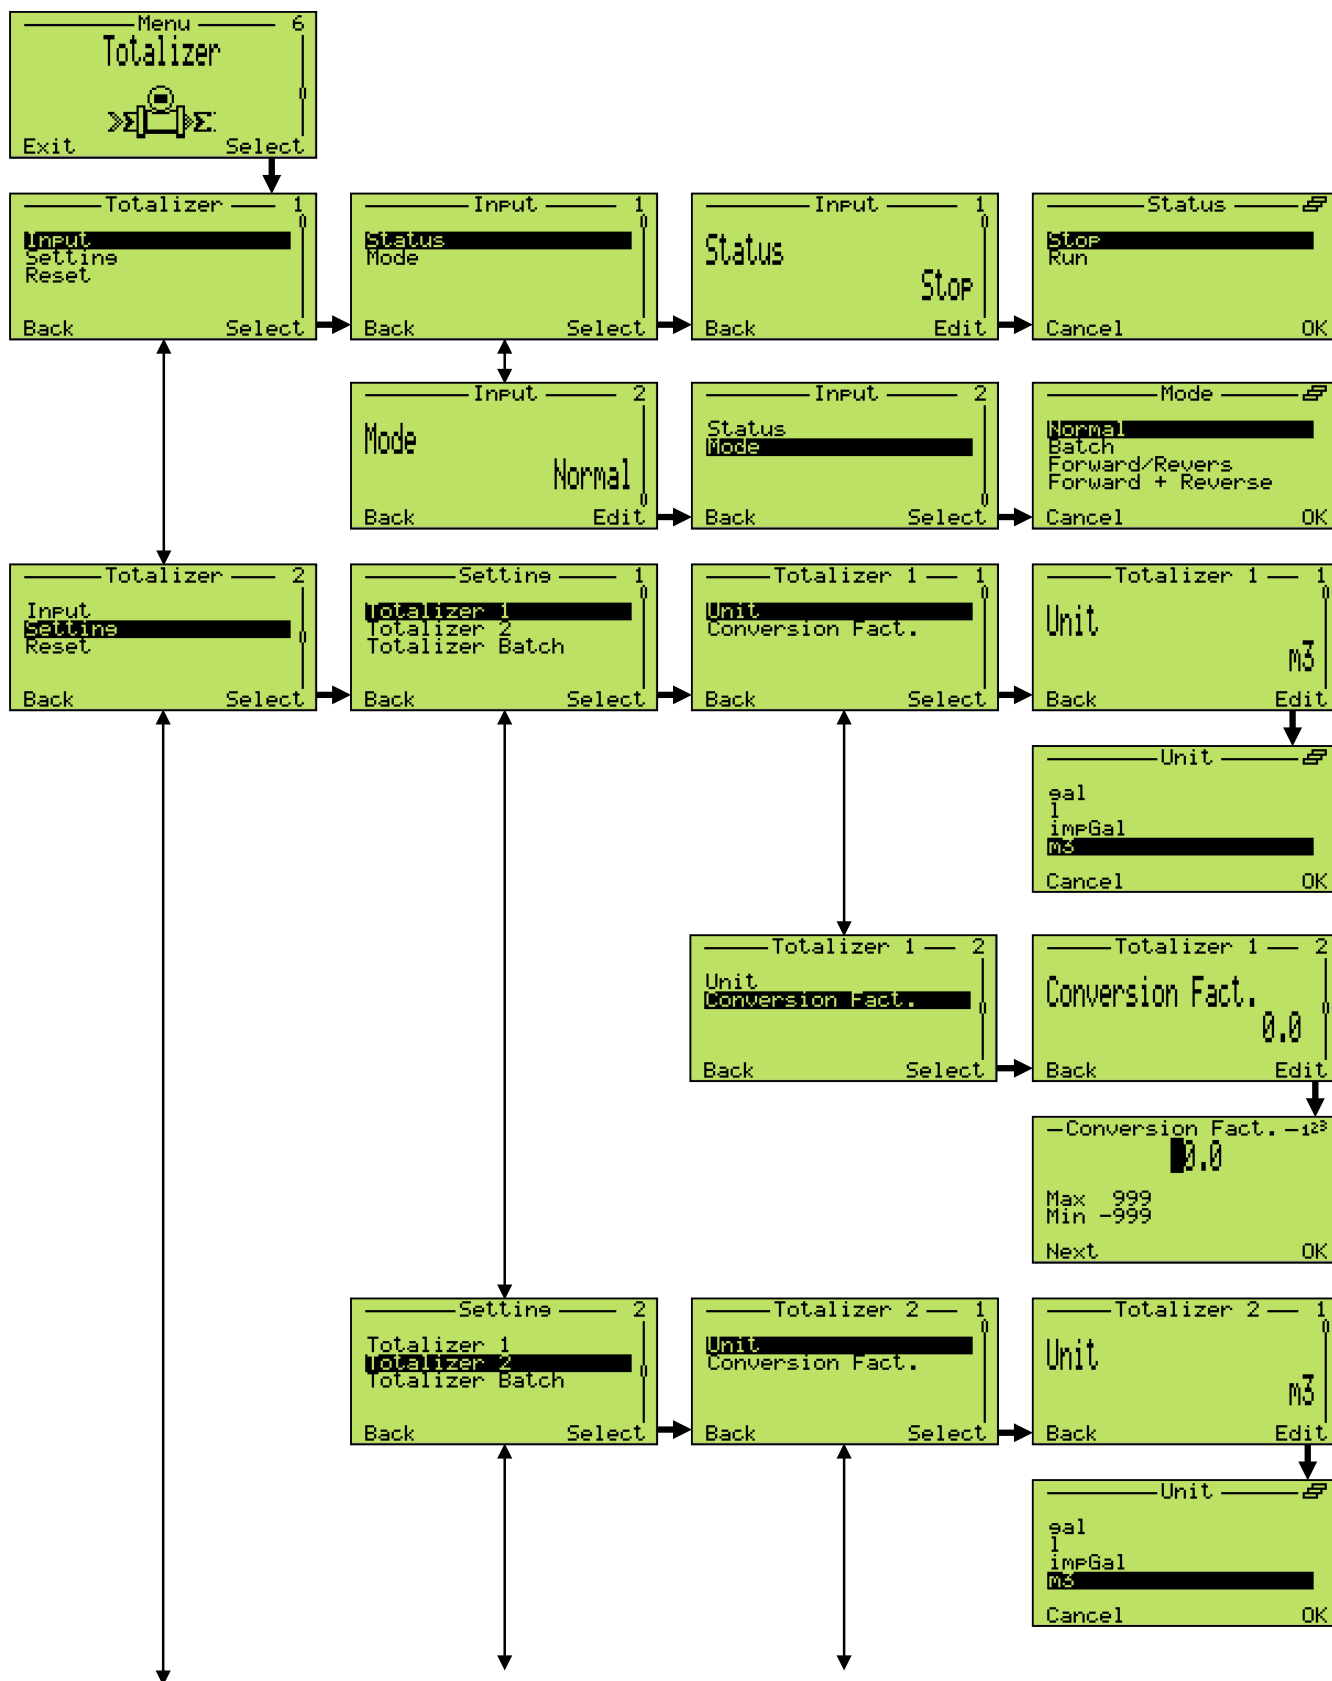 Menu 6
Totalizer
Exit Select
Totalizer 1
Input
Setting
Reset
Back Select
Input 1
Status
Mode
Back Select
Input 1
Status
Stop
Back Edit
Status
Stop
Run
Cancel OK
Input 2
Mode
Normal
Back Edit
Input 2
Status
Mode
Back Select
Mode
Normal
Batch
Forward/Revers
Forward + Reverse
Cancel OK
Totalizer 2
Input
Setting
Reset
Back Select
Setting 1
Totalizer 1
Totalizer 2
Totalizer Batch
Back Select
Totalizer 1 1
Unit
Conversion Fact.
Back Select
Totalizer 1 1
Unit
m3
Back Edit
Unit
gal
l
impGal
m3
Cancel OK
Totalizer 1 2
Unit
Conversion Fact.
Back Select
Totalizer 1 2
Conversion Fact.
0.0
Back Edit
Conversion Fact. 123
0.0
Max 999
Min -999
Next OK
Setting 2
Totalizer 1
Totalizer 2
Totalizer Batch
Back Select
Totalizer 2 1
Unit
Conversion Fact.
Back Select
Totalizer 2 1
Unit
m3
Back Edit
Unit
gal
l
impGal
m3
Cancel OK